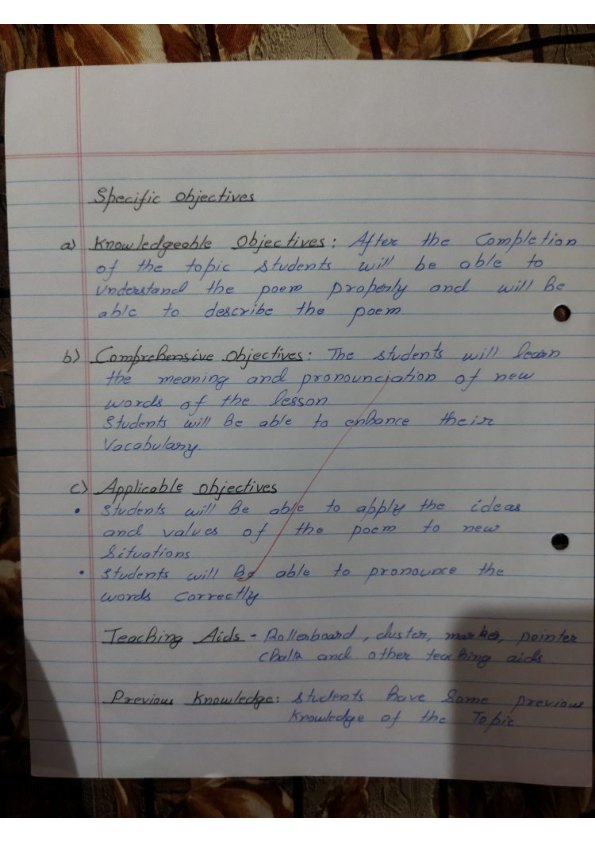 Specific Objectives
a) Knowledgeable Objectives: After the Completion
of the topic students will be able to
understand the poem properly and will be
able to describe the poem
b) Comprehensive Objectives: The students will learn
the meaning and pronounciation of new
words of the lesson
Students will Be able to enhance their
Vacabulary.
c) Applicable objectives
• Students will Be able to apply the ideas
and values of the poem to new
Situations
• Students will Be able to pronounce the
words correctly
Teaching Aids - Rollerboard, duster, marker, pointer
chalk and other teaching aids
Previous Knowledge: students have Some previous
Knowledge of the Topic